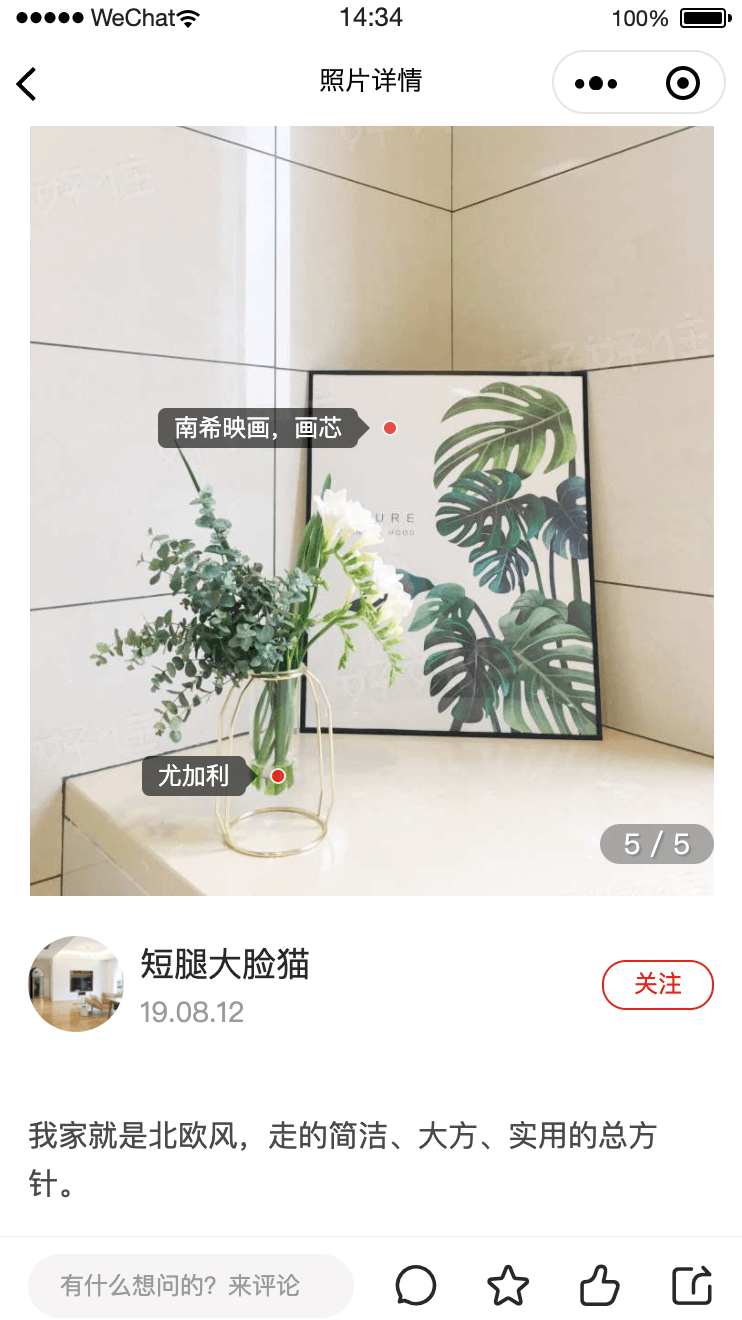 WeChat
14:34
100%
照片详情
好好住
南希映画，画芯
URE
MOOD
尤加利
5 / 5
短腿大脸猫
19.08.12
关注
我家就是北欧风，走的简洁、大方、实用的总方
针。
有什么想问的？来评论